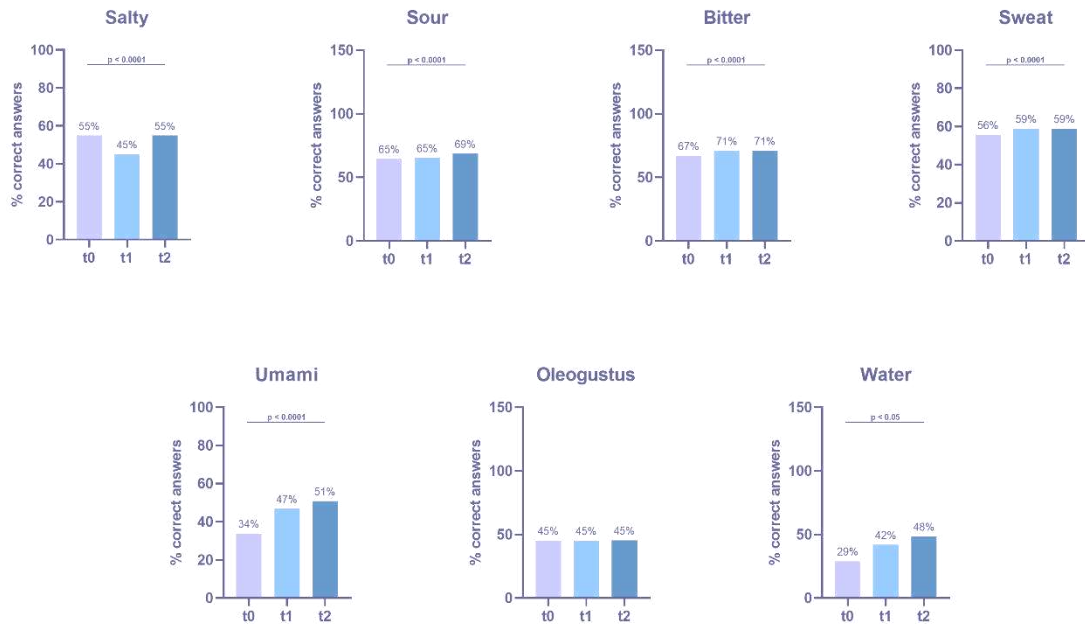 Salty
% correct answers
100
80
60
40
20
0
p < 0.0001
55%
45%
55%
t0 t1 t2
Sour
% correct answers
150
100
50
0
p < 0.0001
65%
65%
69%
t0 t1 t2
Bitter
% correct answers
150
100
50
0
p < 0.0001
67%
71%
71%
t0 t1 t2
Sweat
% correct answers
100
80
60
40
20
0
p < 0.0001
56%
59%
59%
t0 t1 t2
Umami
% correct answers
100
80
60
40
20
0
p < 0.0001
34%
47%
51%
t0 t1 t2
Oleogustus
% correct answers
150
100
50
0
45%
45%
45%
t0 t1 t2
Water
% correct answers
150
100
50
0
p < 0.05
29%
42%
48%
t0 t1 t2